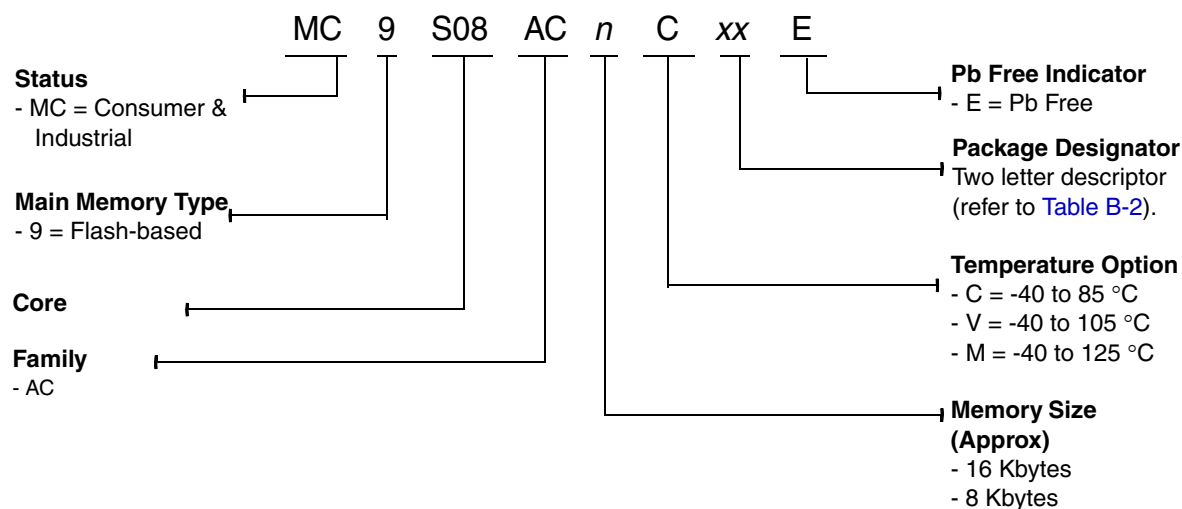 MC 9 S08 AC n C xx E
Status
- MC = Consumer &
Industrial
Main Memory Type
- 9 = Flash-based
Core
Family
- AC
Pb Free Indicator
- E = Pb Free
Package Designator
Two letter descriptor
(refer to Table B-2).
Temperature Option
- C = -40 to 85 °C
- V = -40 to 105 °C
- M = -40 to 125 °C
Memory Size
(Approx)
- 16 Kbytes
- 8 Kbytes